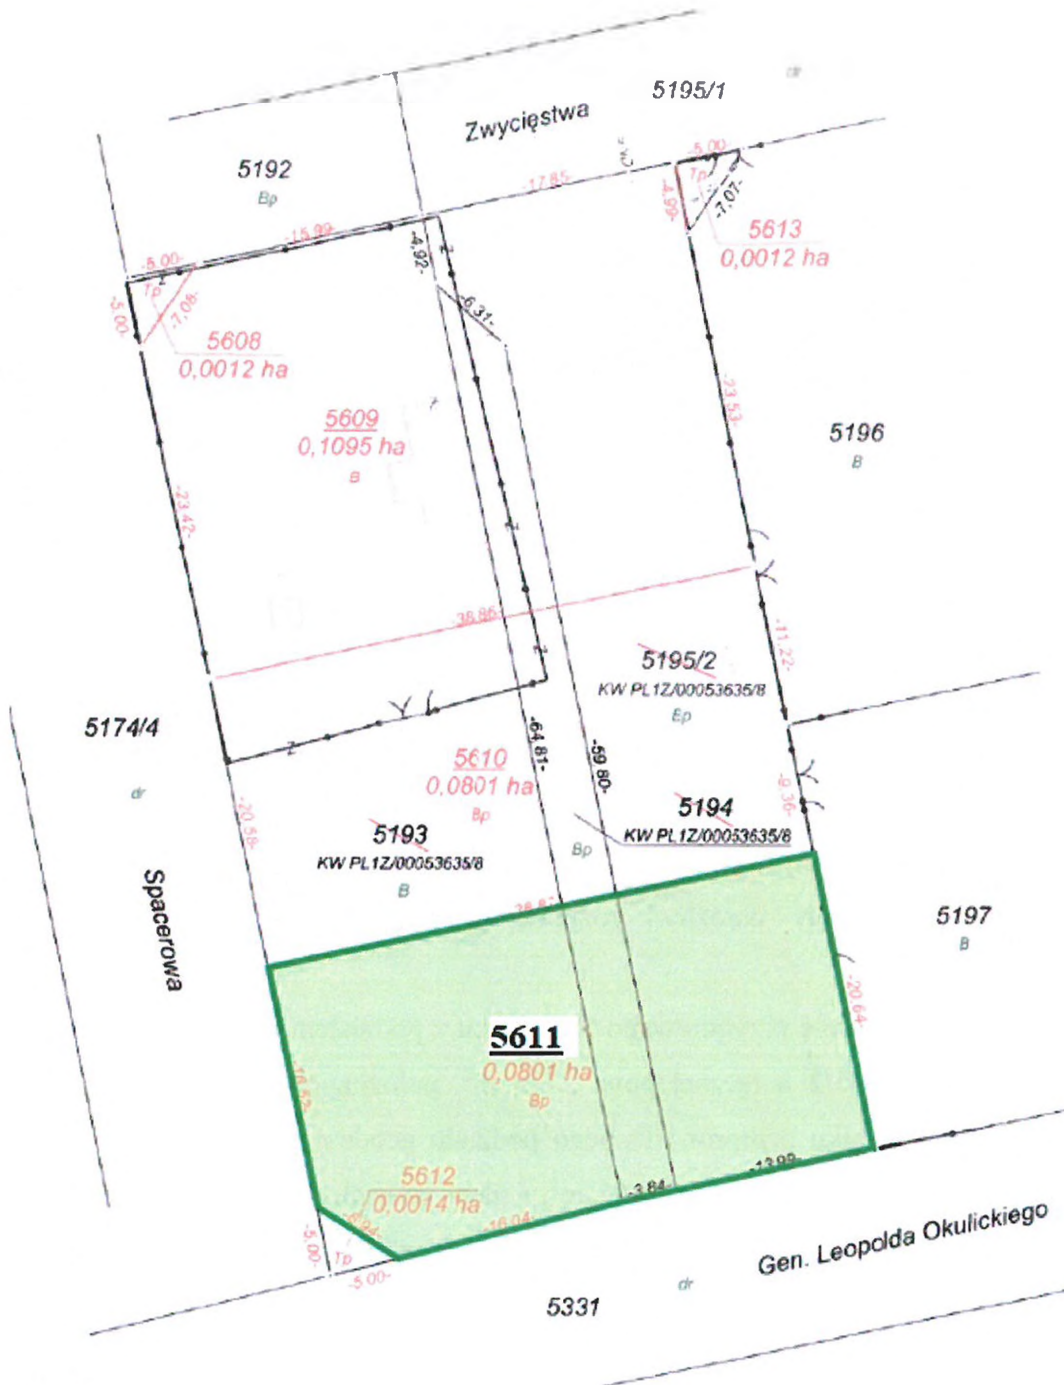 5195/1
dr
Zwycięstwa
5192
Bp
-5.00-
-17.85-
Tp
-4.99-
-7.07-
5613
0,0012 ha
-15.99-
-4.92-
-5.00-
Tp
-5.00-
-7.08-
-6.31-
5608
0,0012 ha
5609
0,1095 ha
B
-23.53-
5196
B
-23.42-
-38.86-
-11.22-
5195/2
KW PL1Z/00053635/8
Bp
5174/4
dr
-64.81-
-59.80-
5610
0,0801 ha
Bp
-9.36-
-20.58-
5193
KW PL1Z/00053635/8
B
5194
KW PL1Z/00053635/8
Bp
Spacerowa
5197
B
-20.64-
5611
0,0801 ha
Bp
5612
0,0014 ha
-3.84-
-13.99-
-16.04-
-5.00-
Tp
-5.00-
Gen. Leopolda Okulickiego
dr
5331